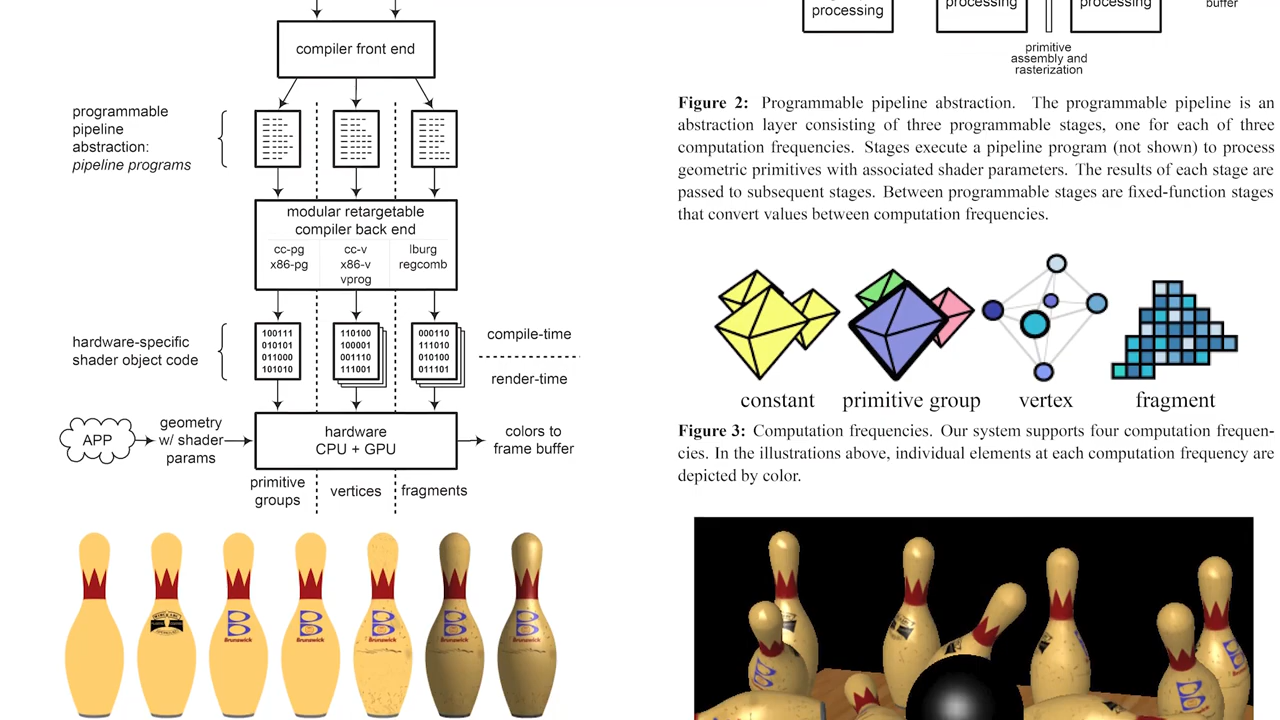 compiler front end
programmable
pipeline
abstraction:
pipeline programs
modular retargetable
compiler back end
cc-pg
x86-pg
cc-v
x86-v
vprog
lburg
regcomb
hardware-specific
shader object code
100111
010101
011000
101010
110100
100001
001110
111001
000110
111010
010100
011101
compile-time
render-time
APP
geometry
w/ shader
params
hardware
CPU + GPU
colors to
frame buffer
primitive
groups
vertices
fragments
Brunswick
Brunswick
Brunswick
Brunswick
Brunswick
processing
processing
processing
buffer
primitive
assembly and
rasterization
Figure 2: Programmable pipeline abstraction. The programmable pipeline is an
abstraction layer consisting of three programmable stages, one for each of three
computation frequencies. Stages execute a pipeline program (not shown) to process
geometric primitives with associated shader parameters. The results of each stage are
passed to subsequent stages. Between programmable stages are fixed-function stages
that convert values between computation frequencies.
constant
primitive group
vertex
fragment
Figure 3: Computation frequencies. Our system supports four computation frequen-
cies. In the illustrations above, individual elements at each computation frequency are
depicted by color.